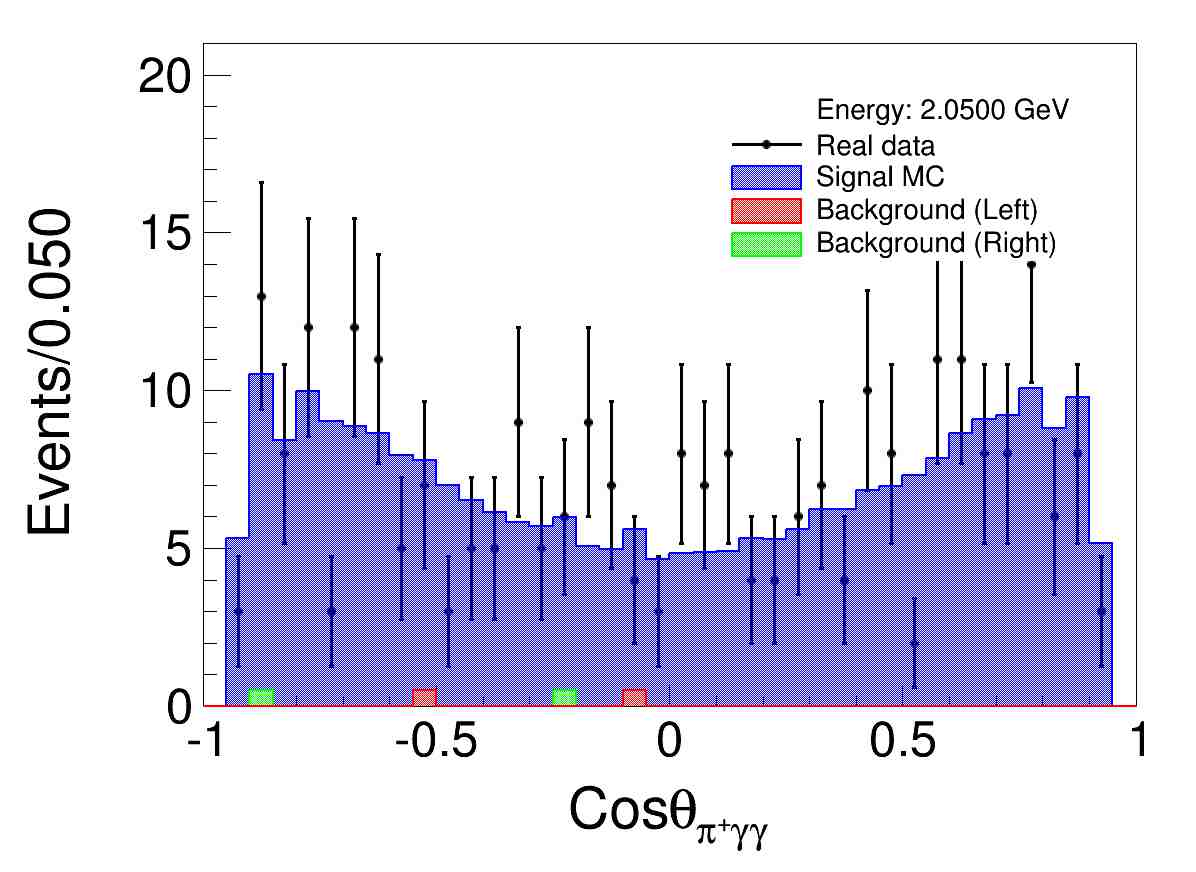 20
15
10
5
0
Events/0.050
Energy: 2.0500 GeV
Real data
Signal MC
Background (Left)
Background (Right)
-1 -0.5 0 0.5 1
Cosθπ⁺γγ